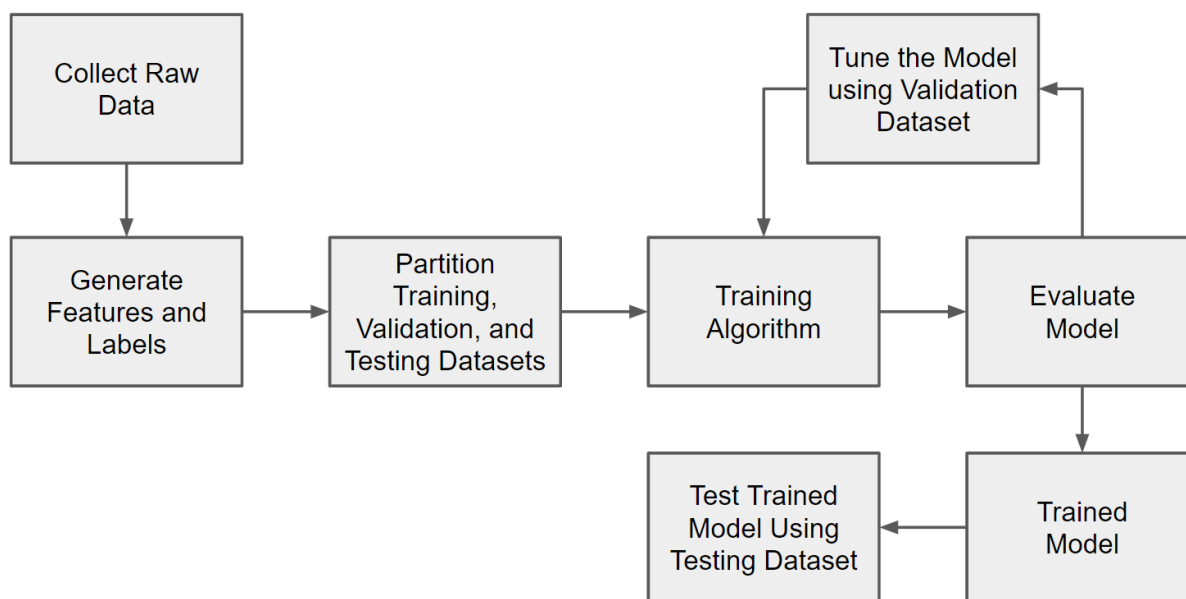 Collect Raw
Data
Tune the Model
using Validation
Dataset
Generate
Features and
Labels
Partition
Training,
Validation, and
Testing Datasets
Training
Algorithm
Evaluate
Model
Test Trained
Model Using
Testing Dataset
Trained
Model